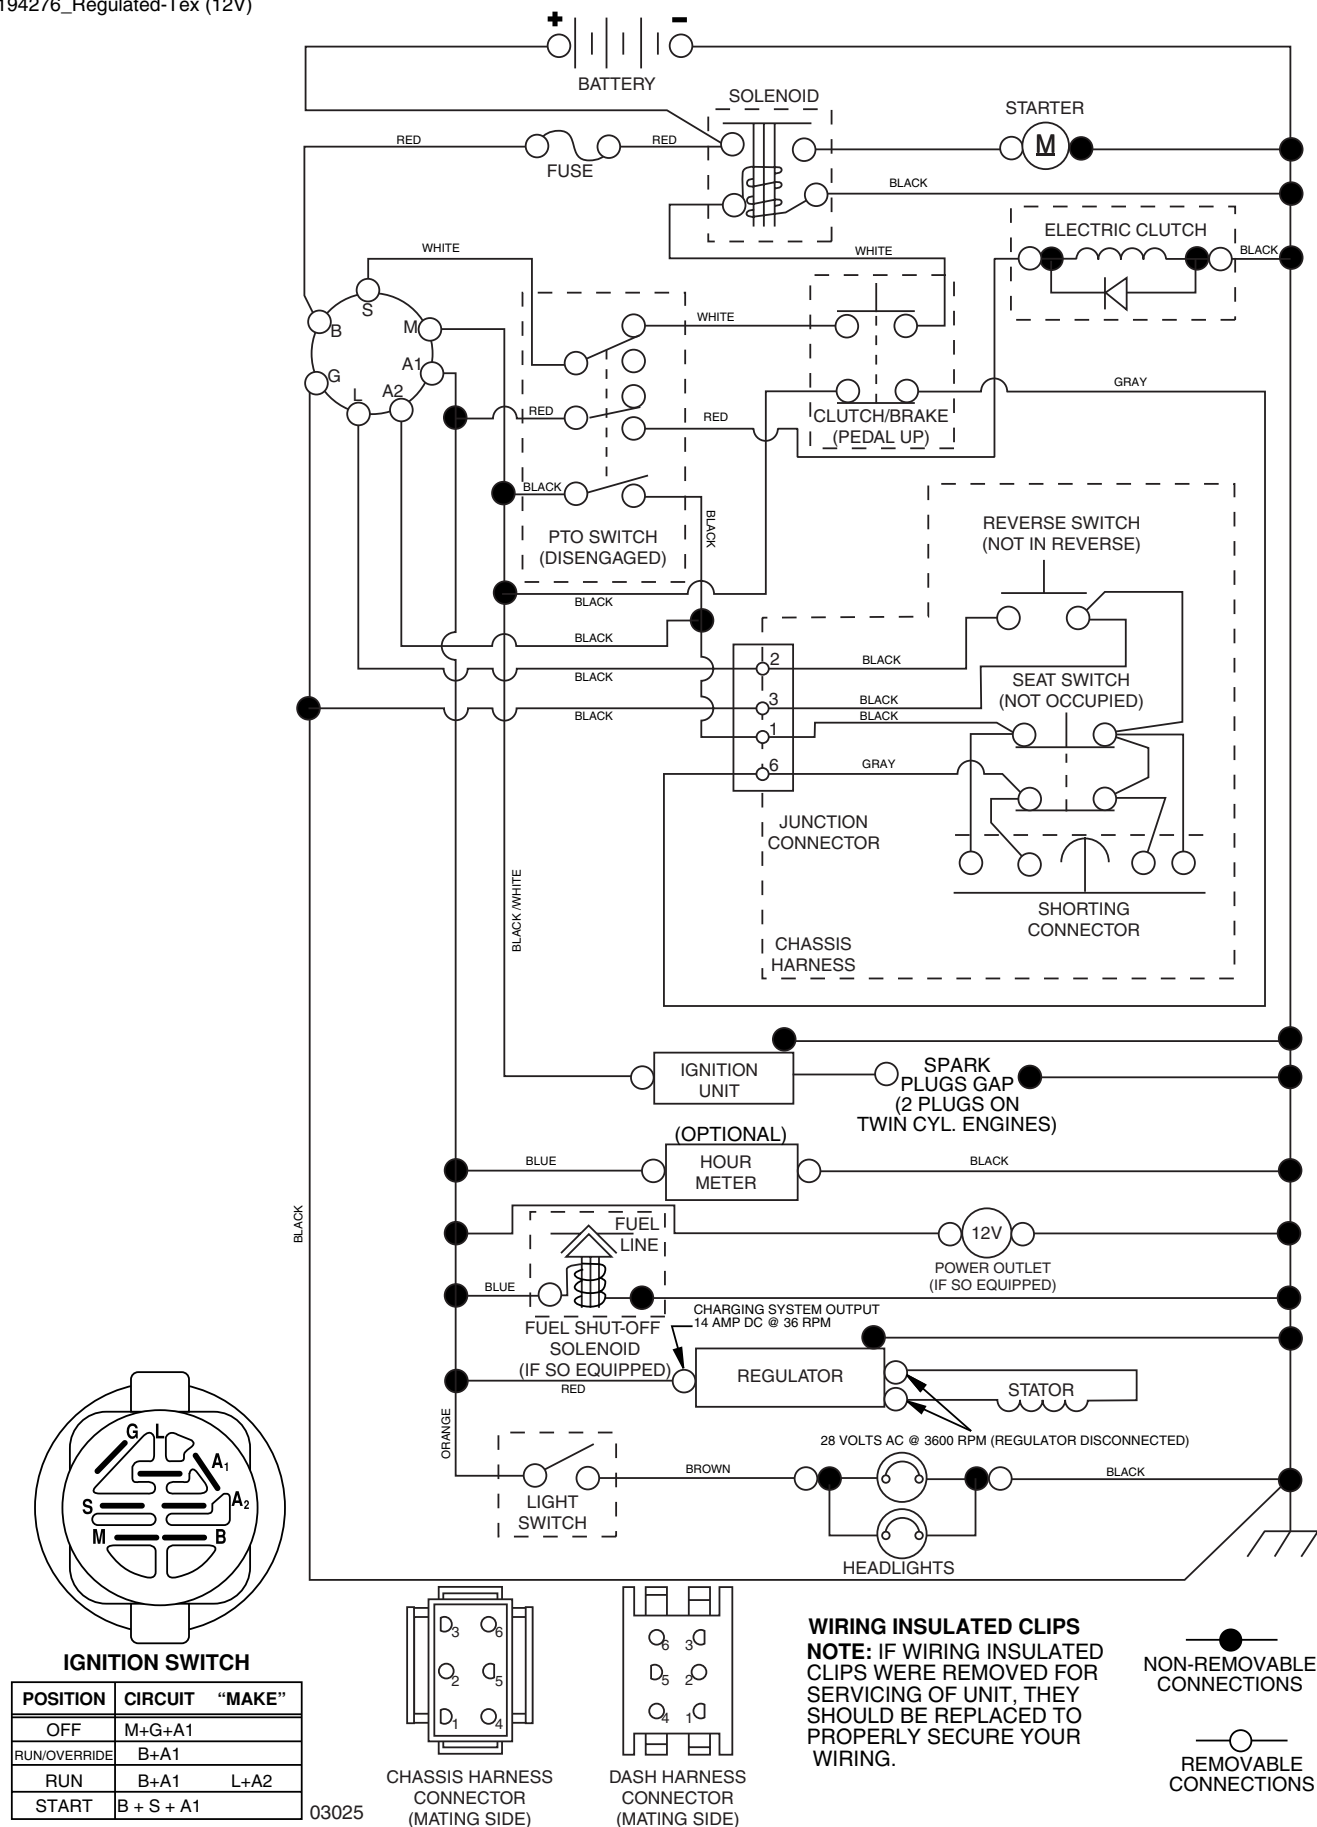 194276_Regulated-Tex (12V)
+ -
BATTERY
SOLENOID
STARTER
RED
RED
FUSE
M
BLACK
ELECTRIC CLUTCH
BLACK
WHITE
WHITE
S
B
M
WHITE
A1
G
A2
L
GRAY
RED
RED
CLUTCH/BRAKE
(PEDAL UP)
BLACK
BLACK
PTO SWITCH
(DISENGAGED)
REVERSE SWITCH
(NOT IN REVERSE)
BLACK
BLACK
2
BLACK
BLACK
SEAT SWITCH
(NOT OCCUPIED)
3
BLACK
BLACK
BLACK
1
6
GRAY
JUNCTION
CONNECTOR
BLACK /WHITE
SHORTING
CONNECTOR
CHASSIS
HARNESS
IGNITION
UNIT
SPARK
PLUGS GAP
(2 PLUGS ON
TWIN CYL. ENGINES)
(OPTIONAL)
HOUR
METER
BLUE
BLACK
BLACK
FUEL
LINE
12V
POWER OUTLET
(IF SO EQUIPPED)
BLUE
FUEL SHUT-OFF
SOLENOID
(IF SO EQUIPPED)
CHARGING SYSTEM OUTPUT
14 AMP DC @ 36 RPM
RED
REGULATOR
STATOR
ORANGE
28 VOLTS AC @ 3600 RPM (REGULATOR DISCONNECTED)
BROWN
BLACK
LIGHT
SWITCH
HEADLIGHTS
G L
A1
S
A2
M
B
IGNITION SWITCH
POSITION CIRCUIT "MAKE"
OFF M+G+A1
RUN/OVERRIDE B+A1
RUN B+A1 L+A2
START B + S + A1
03025
3 6
2 5
1 4
CHASSIS HARNESS
CONNECTOR
(MATING SIDE)
6 3
5 2
4 1
DASH HARNESS
CONNECTOR
(MATING SIDE)
WIRING INSULATED CLIPS
NOTE: IF WIRING INSULATED
CLIPS WERE REMOVED FOR
SERVICING OF UNIT, THEY
SHOULD BE REPLACED TO
PROPERLY SECURE YOUR
WIRING.
NON-REMOVABLE
CONNECTIONS
REMOVABLE
CONNECTIONS